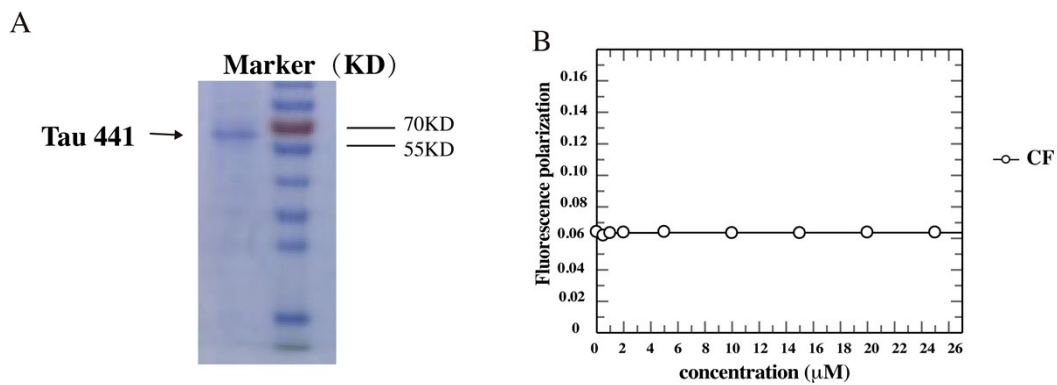 A
Marker (KD)
Tau 441
70KD
55KD
B
Fluorescence polarization
0.16
0.14
0.12
0.10
0.08
0.06
0.04
0.02
0
0 2 4 6 8 10 12 14 16 18 20 22 24 26
concentration (μM)
CF